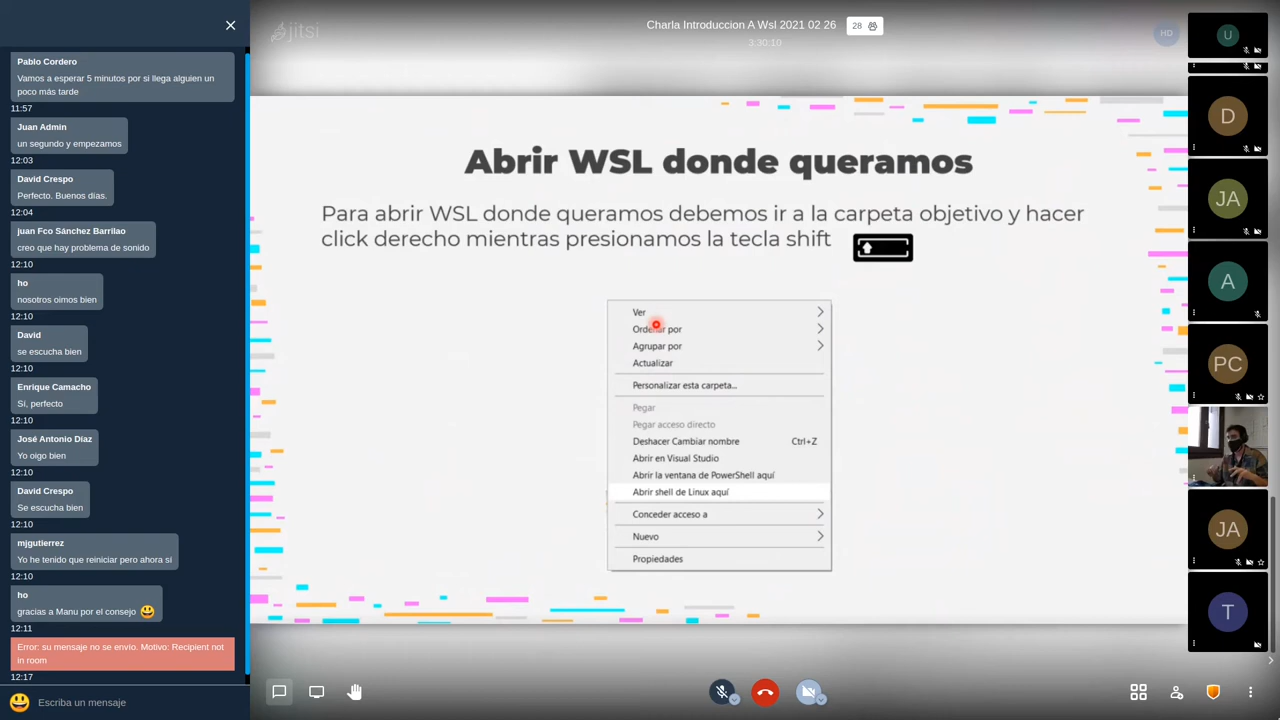 Pablo Cordero
Vamos a esperar 5 minutos por si llega alguien un
poco más tarde
11:57
Juan Admin
un segundo y empezamos
12:03
David Crespo
Perfecto. Buenos días.
12:04
juan Fco Sánchez Barrilao
creo que hay problema de sonido
12:10
ho
nosotros oimos bien
12:10
David
se escucha bien
12:10
Enrique Camacho
Sí, perfecto
12:10
José Antonio Díaz
Yo oigo bien
12:10
David Crespo
Se escucha bien
12:10
mjgutierrez
Yo he tenido que reiniciar pero ahora sí
12:10
ho
gracias a Manu por el consejo 😃
12:11
Error: su mensaje no se envío. Motivo: Recipient not
in room
12:17
Escriba un mensaje
jitsi
Charla Introduccion A Wsl 2021 02 26
28
3:30:10
HD
Abrir WSL donde queramos
Para abrir WSL donde queramos debemos ir a la carpeta objetivo y hacer
click derecho mientras presionamos la tecla shift
Ver
Ordenar por
Agrupar por
Actualizar
Personalizar esta carpeta...
Pegar
Pegar acceso directo
Deshacer Cambiar nombre Ctrl+Z
Abrir en Visual Studio
Abrir la ventana de PowerShell aquí
Abrir shell de Linux aquí
Conceder acceso a
Nuevo
Propiedades
U
D
JA
A
PC
JA
T